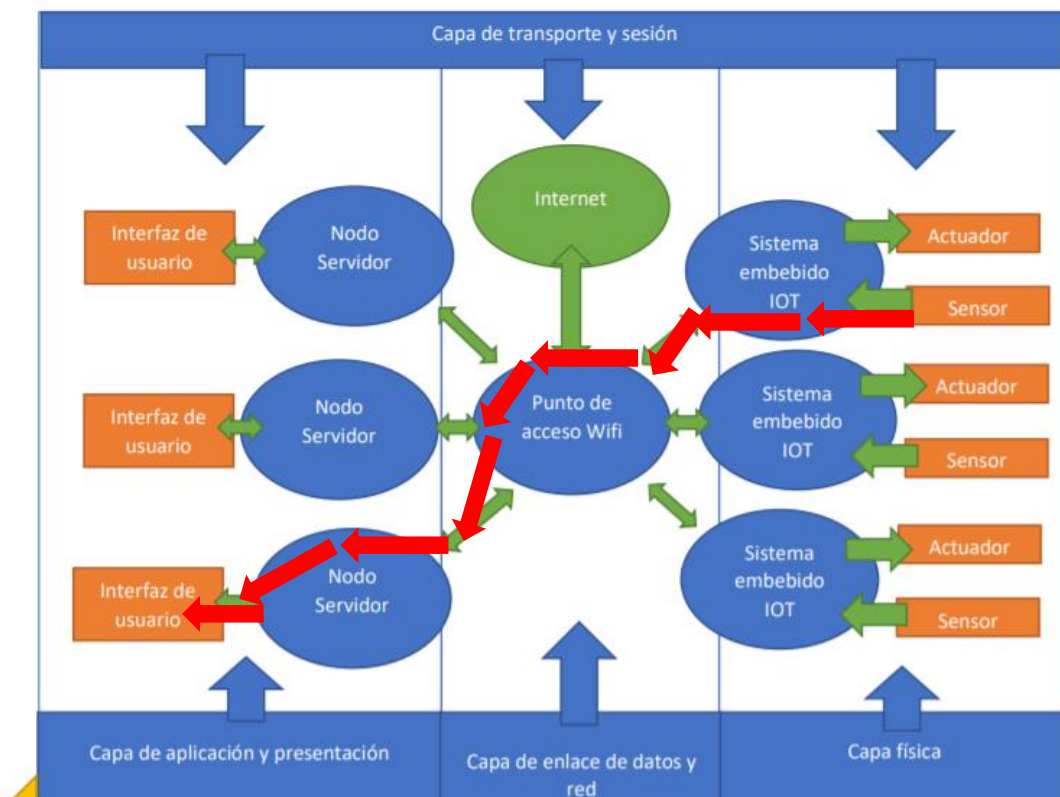 Capa de transporte y sesión
Internet
Interfaz de
usuario
Nodo
Servidor
Sistema
embebido
IOT
Actuador
Sensor
Interfaz de
usuario
Nodo
Servidor
Punto de
acceso Wifi
Sistema
embebido
IOT
Actuador
Sensor
Interfaz de
usuario
Nodo
Servidor
Sistema
embebido
IOT
Actuador
Sensor
Capa de aplicación y presentación
Capa de enlace de datos y
red
Capa física